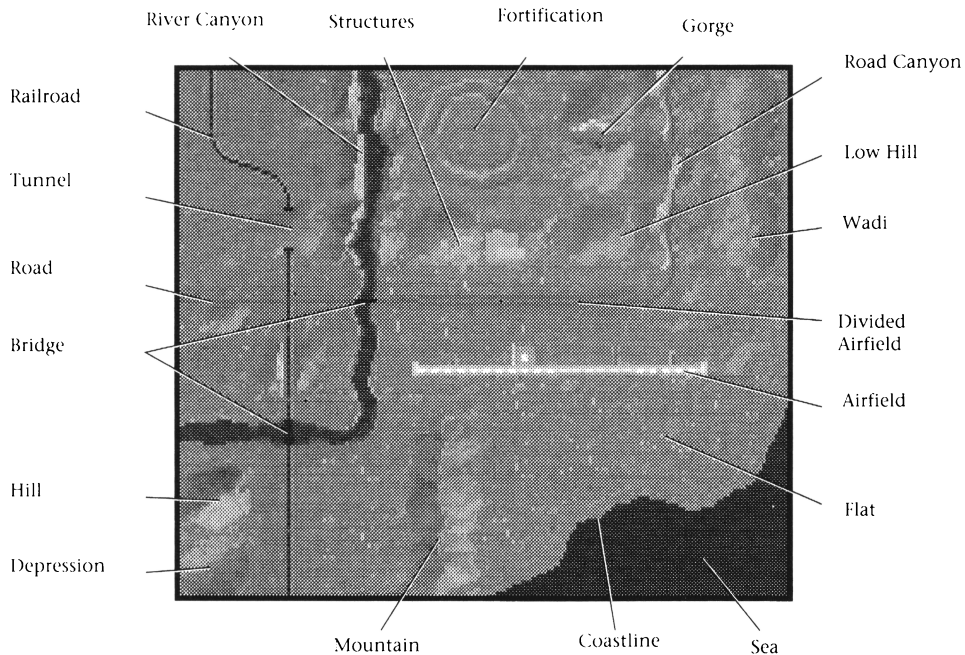 River Canyon
Structures
Fortification
Gorge
Road Canyon
Railroad
Low Hill
Tunnel
Wadi
Road
Divided
Airfield
Bridge
Airfield
Hill
Flat
Depression
Mountain
Coastline
Sea